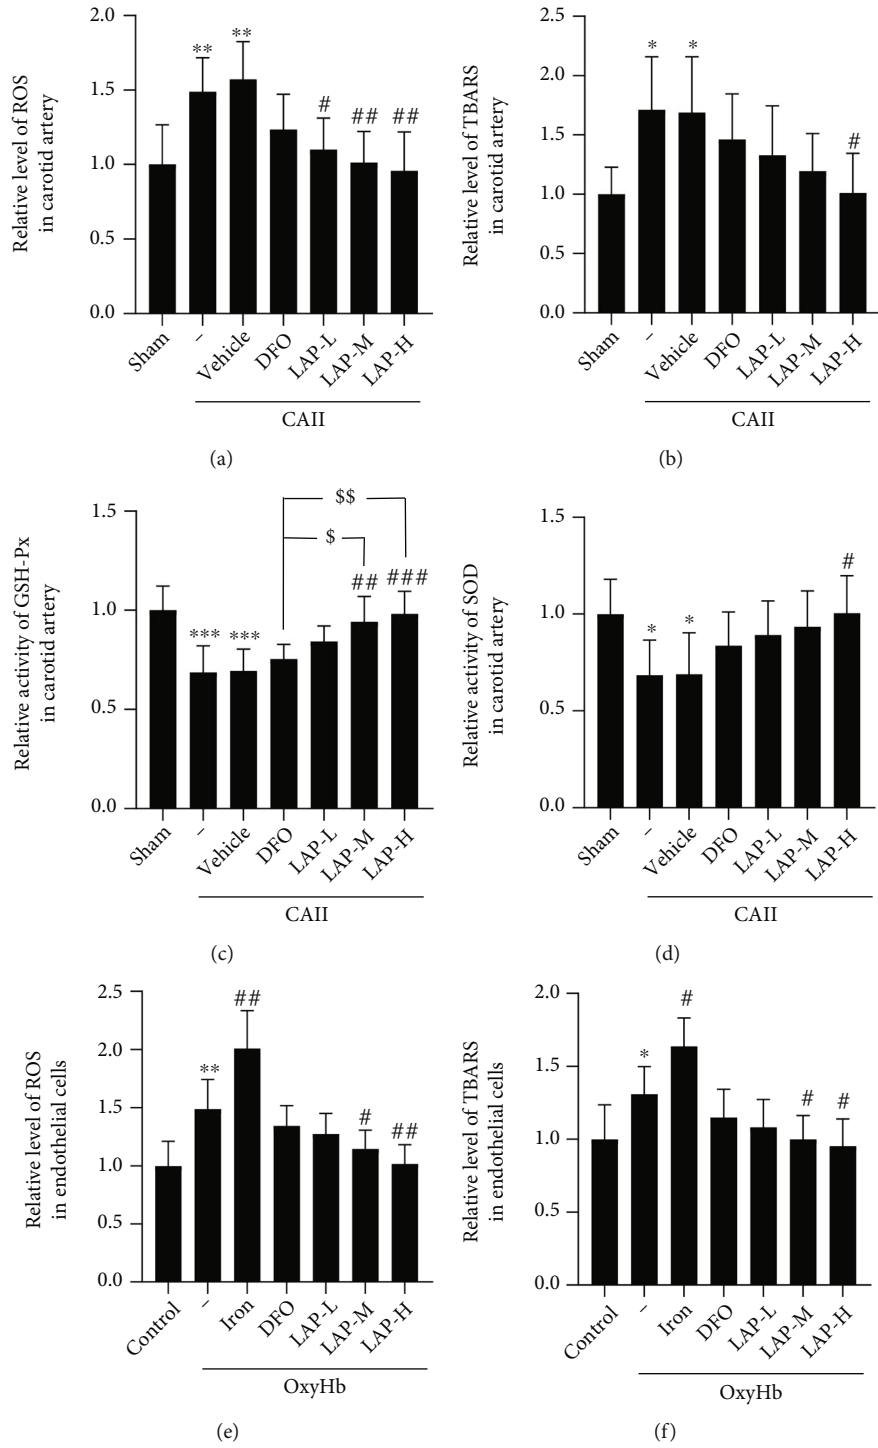 Relative level of ROS
in carotid artery
2.0
1.5
1.0
0.5
0.0
**
**
#
##
##
Sham
–
Vehicle
DFO
LAP-L
LAP-M
LAP-H
CAII
(a)
Relative level of TBARS
in carotid artery
2.5
2.0
1.5
1.0
0.5
0.0
*
*
#
Sham
–
Vehicle
DFO
LAP-L
LAP-M
LAP-H
CAII
(b)
Relative activity of GSH-Px
in carotid artery
1.5
1.0
0.5
0.0
$$
$
***
***
##
###
Sham
–
Vehicle
DFO
LAP-L
LAP-M
LAP-H
CAII
(c)
Relative activity of SOD
in carotid artery
1.5
1.0
0.5
0.0
*
*
#
Sham
–
Vehicle
DFO
LAP-L
LAP-M
LAP-H
CAII
(d)
Relative level of ROS
in endothelial cells
2.5
2.0
1.5
1.0
0.5
0.0
**
##
#
##
Control
–
Iron
DFO
LAP-L
LAP-M
LAP-H
OxyHb
(e)
Relative level of TBARS
in endothelial cells
2.0
1.5
1.0
0.5
0.0
*
#
#
#
Control
–
Iron
DFO
LAP-L
LAP-M
LAP-H
OxyHb
(f)